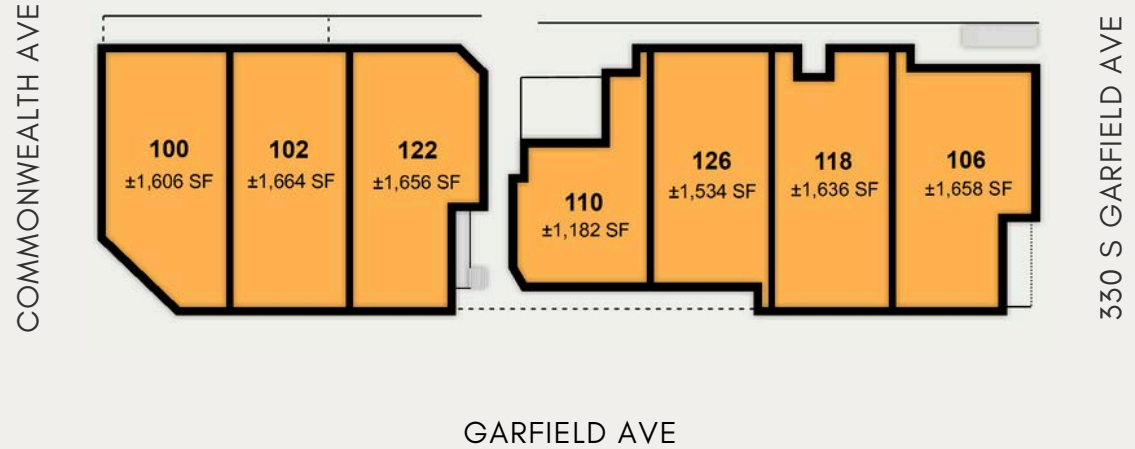 COMMONWEALTH AVE
100
±1,606 SF
102
±1,664 SF
122
±1,656 SF
110
±1,182 SF
126
±1,534 SF
118
±1,636 SF
106
±1,658 SF
330 S GARFIELD AVE
GARFIELD AVE